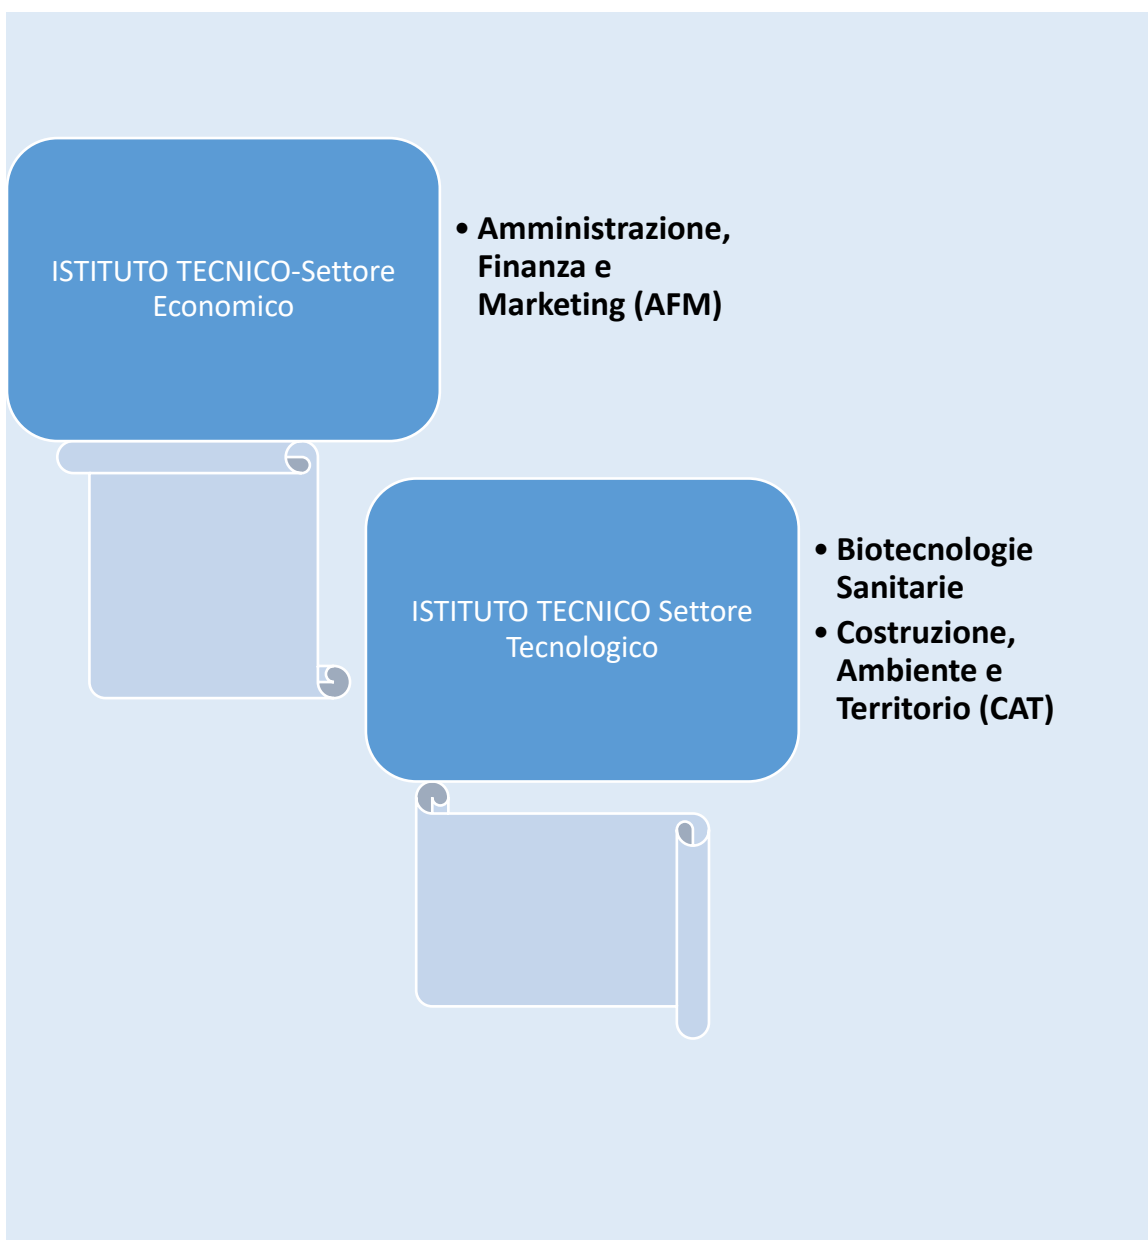 ISTITUTO TECNICO-Settore
Economico
• Amministrazione,
Finanza e
Marketing (AFM)
ISTITUTO TECNICO Settore
Tecnologico
• Biotecnologie
Sanitarie
• Costruzione,
Ambiente e
Territorio (CAT)